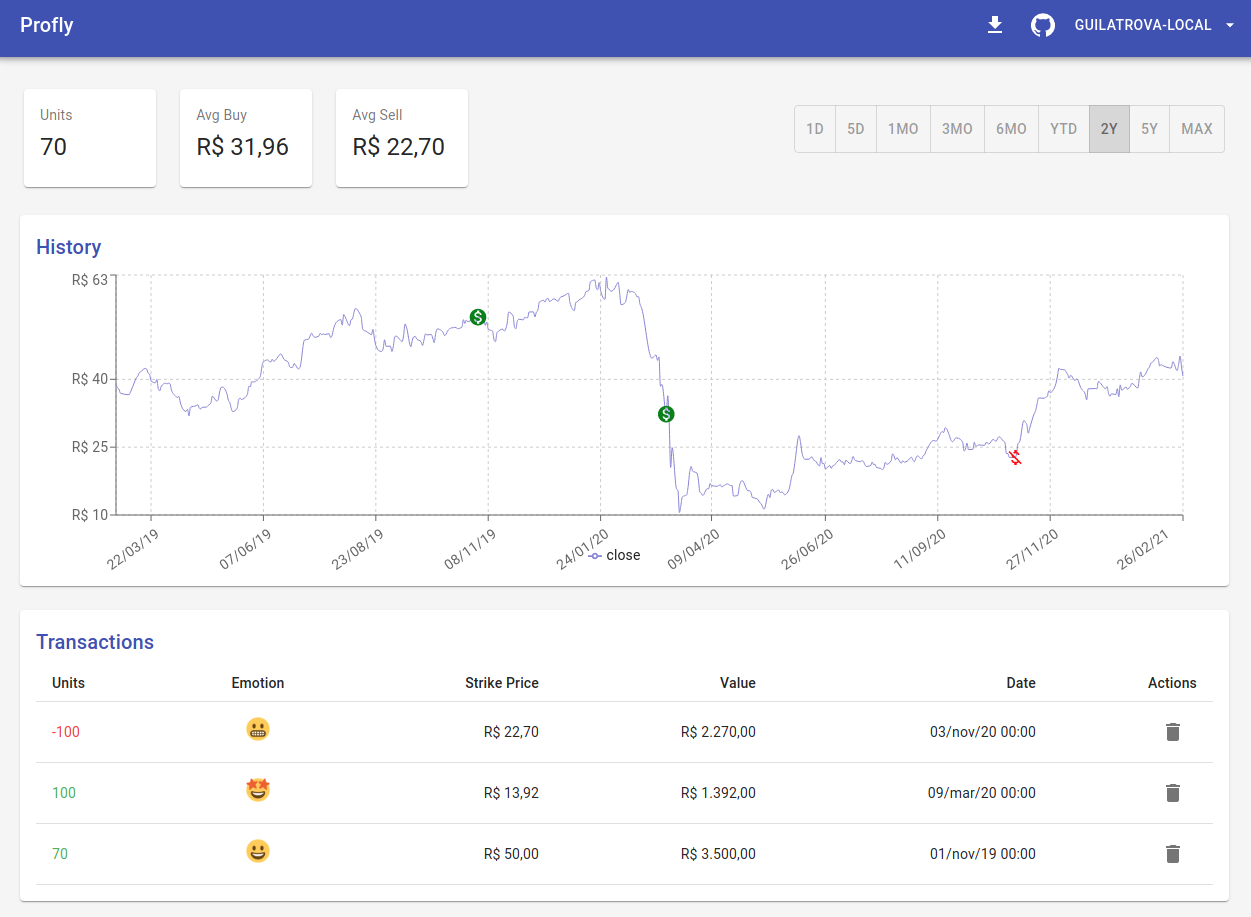 Profly
GUILATROVA-LOCAL
Units
70
Avg Buy
R$ 31,96
Avg Sell
R$ 22,70
1D 5D 1MO 3MO 6MO YTD 2Y 5Y MAX
History
R$ 63
R$ 40
R$ 25
R$ 10
22/03/19 07/06/19 23/08/19 08/11/19 24/01/20 09/04/20 26/06/20 11/09/20 27/11/20 26/02/21
close
Transactions
Units Emotion Strike Price Value Date Actions
-100 R$ 22,70 R$ 2.270,00 03/nov/20 00:00
100 R$ 13,92 R$ 1.392,00 09/mar/20 00:00
70 R$ 50,00 R$ 3.500,00 01/nov/19 00:00